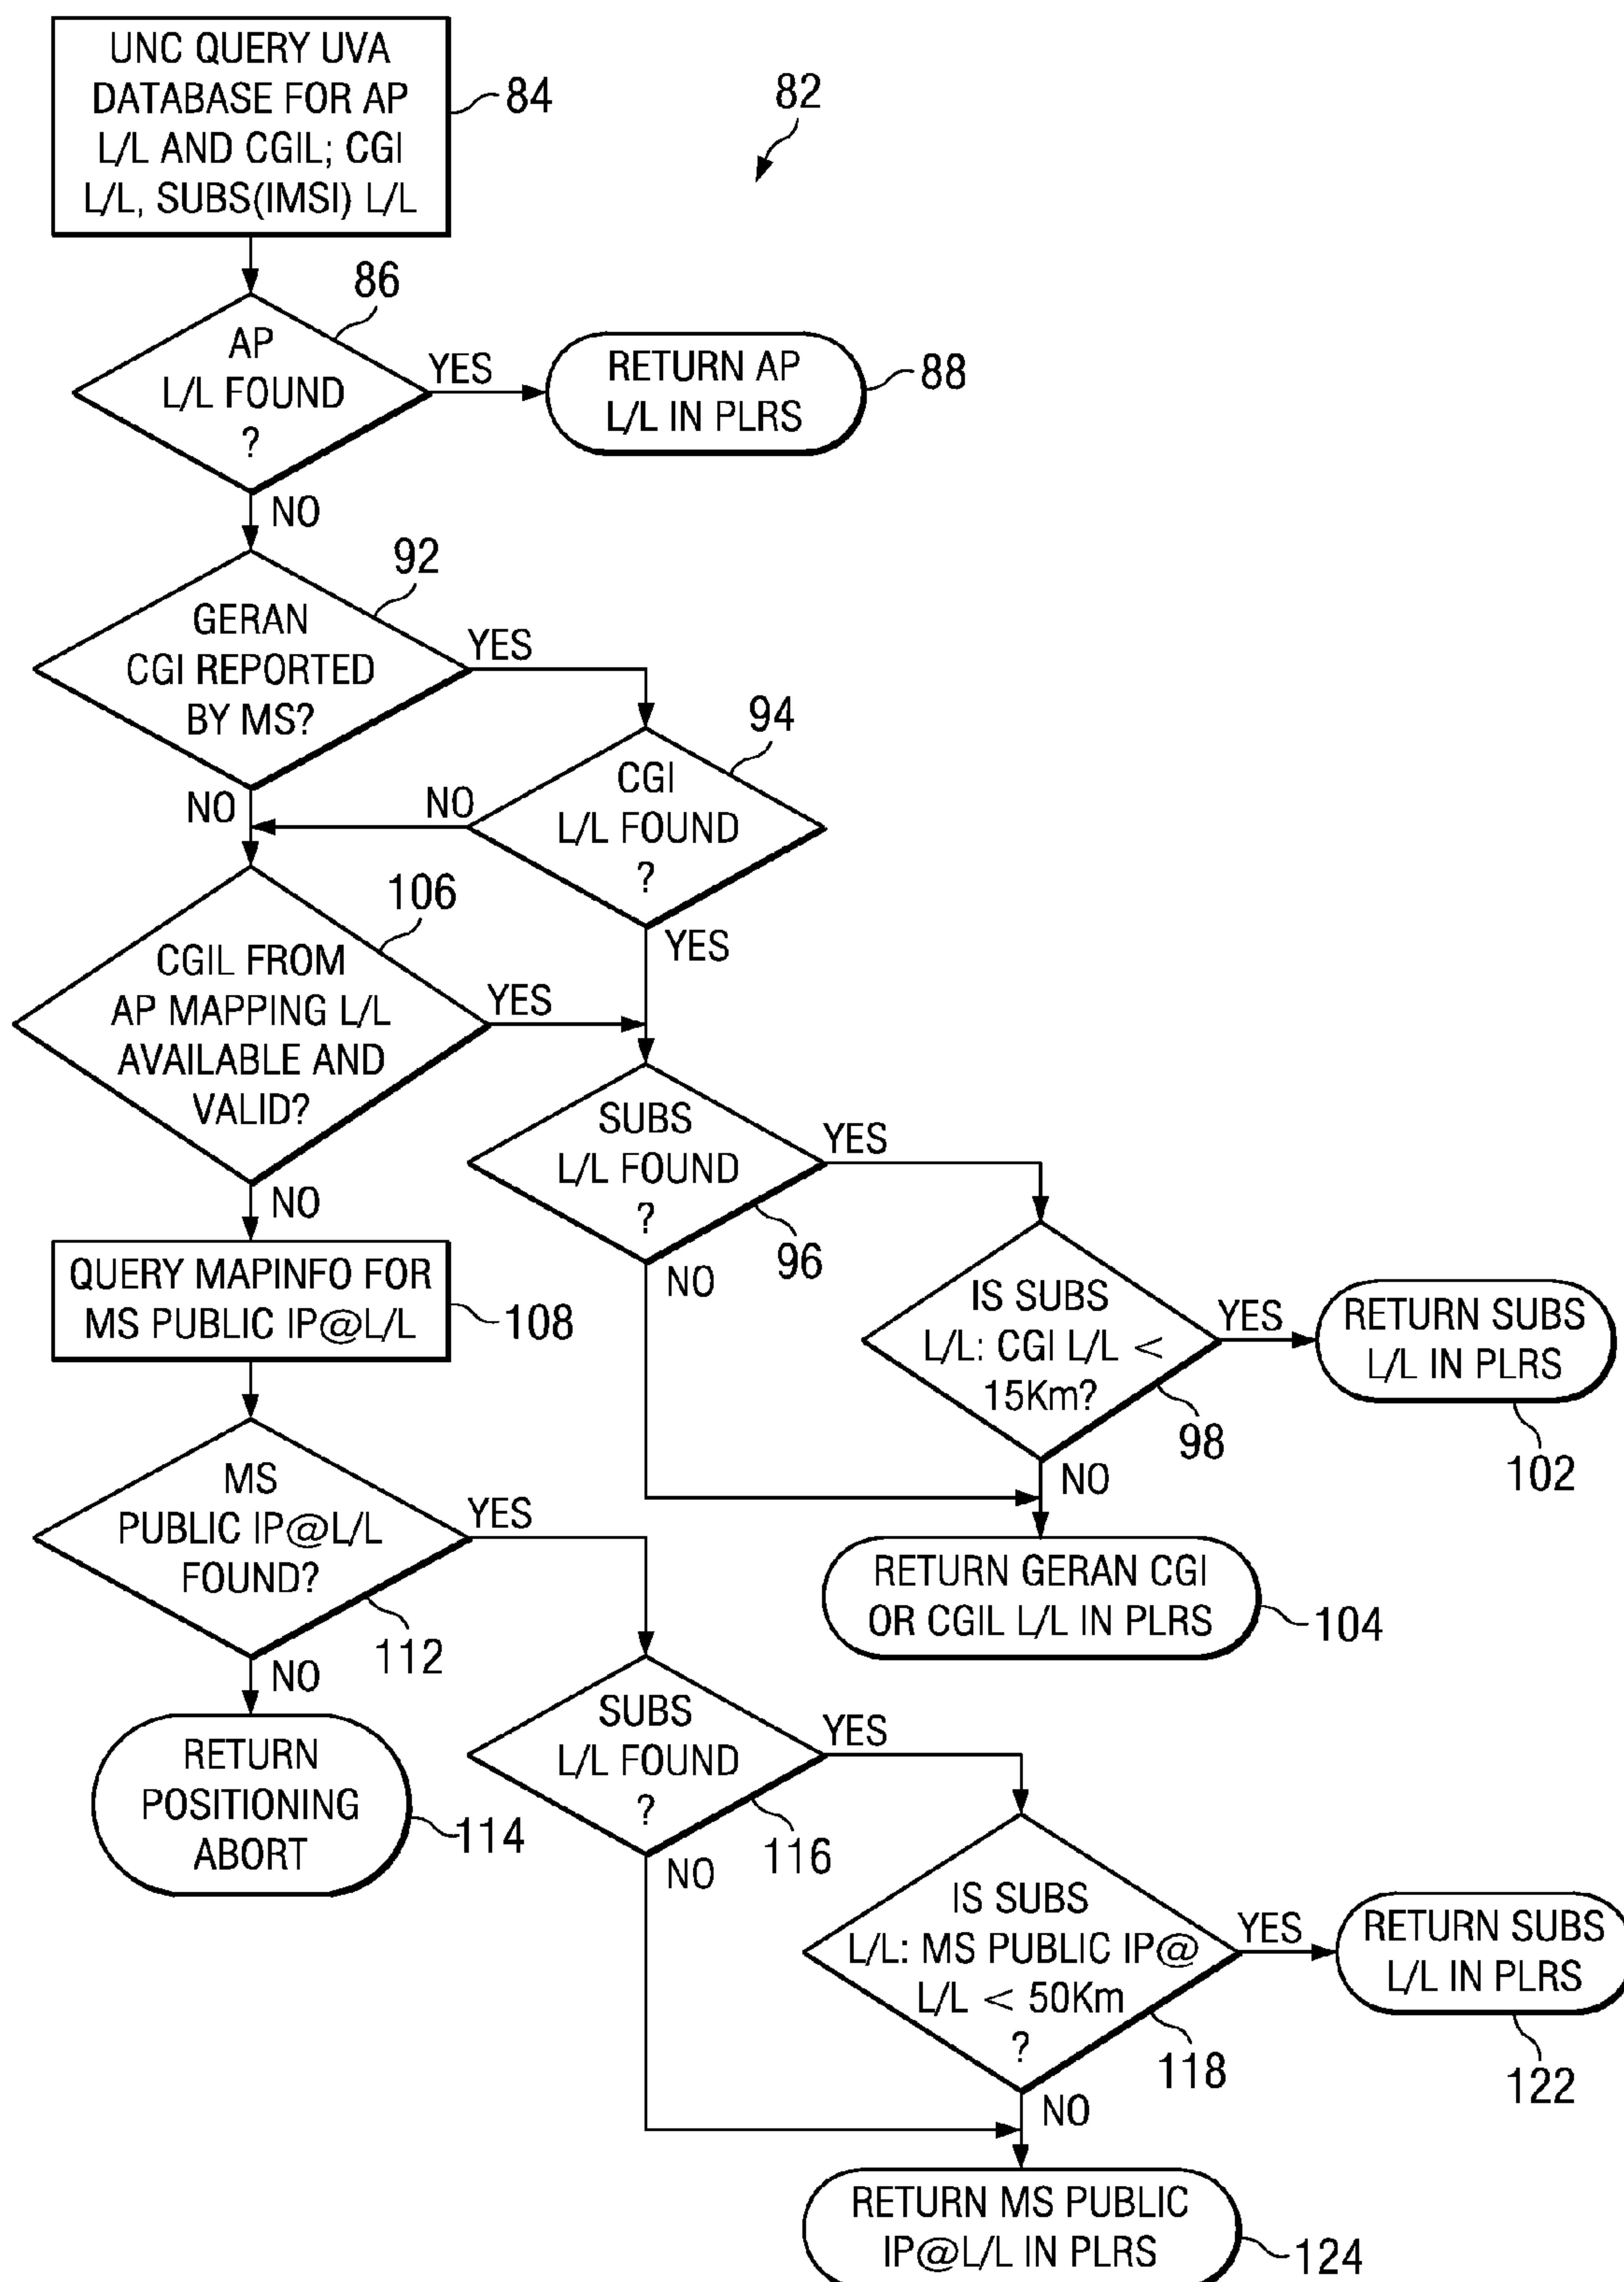 UNC QUERY UVA
DATABASE FOR AP
L/L AND CGIL; CGI
L/L, SUBS(IMSI) L/L
84
82
86
AP
L/L FOUND
?
YES
RETURN AP
L/L IN PLRS
88
NO
92
GERAN
CGI REPORTED
BY MS?
YES
94
CGI
L/L FOUND
?
NO
NO
YES
106
CGIL FROM
AP MAPPING L/L
AVAILABLE AND
VALID?
YES
NO
SUBS
L/L FOUND
?
YES
96
NO
QUERY MAPINFO FOR
MS PUBLIC IP@L/L
108
IS SUBS
L/L: CGI L/L <
15Km?
YES
98
NO
RETURN SUBS
L/L IN PLRS
102
MS
PUBLIC IP@L/L
FOUND?
YES
112
NO
RETURN GERAN CGI
OR CGIL L/L IN PLRS
104
RETURN
POSITIONING
ABORT
114
SUBS
L/L FOUND
?
YES
116
NO
IS SUBS
L/L: MS PUBLIC IP@
L/L < 50Km
?
YES
118
NO
RETURN SUBS
L/L IN PLRS
122
RETURN MS PUBLIC
IP@L/L IN PLRS
124